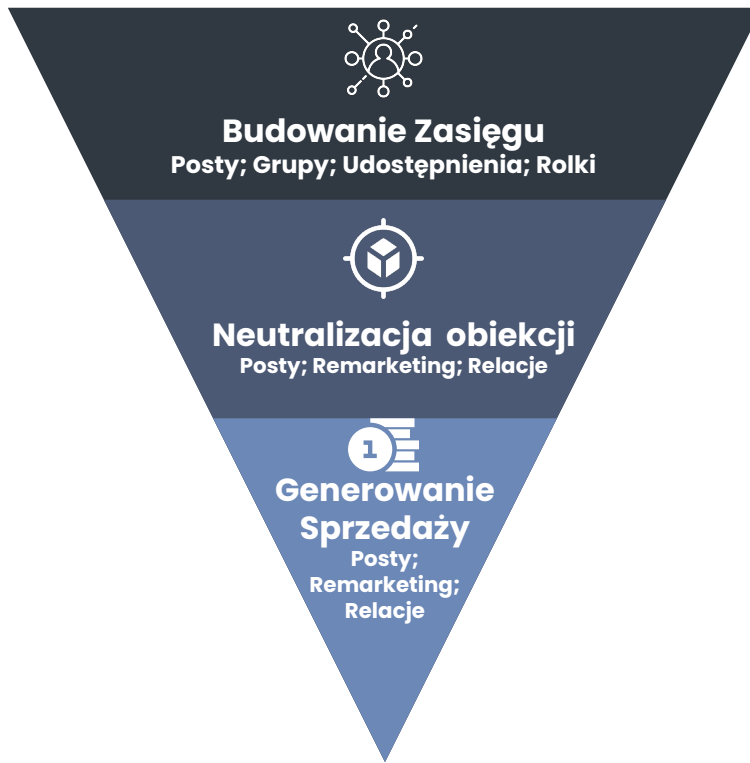 Budowanie Zasięgu
Posty; Grupy; Udostępnienia; Rolki
Neutralizacja obiekcji
Posty; Remarketing; Relacje
1
Generowanie
Sprzedaży
Posty;
Remarketing;
Relacje